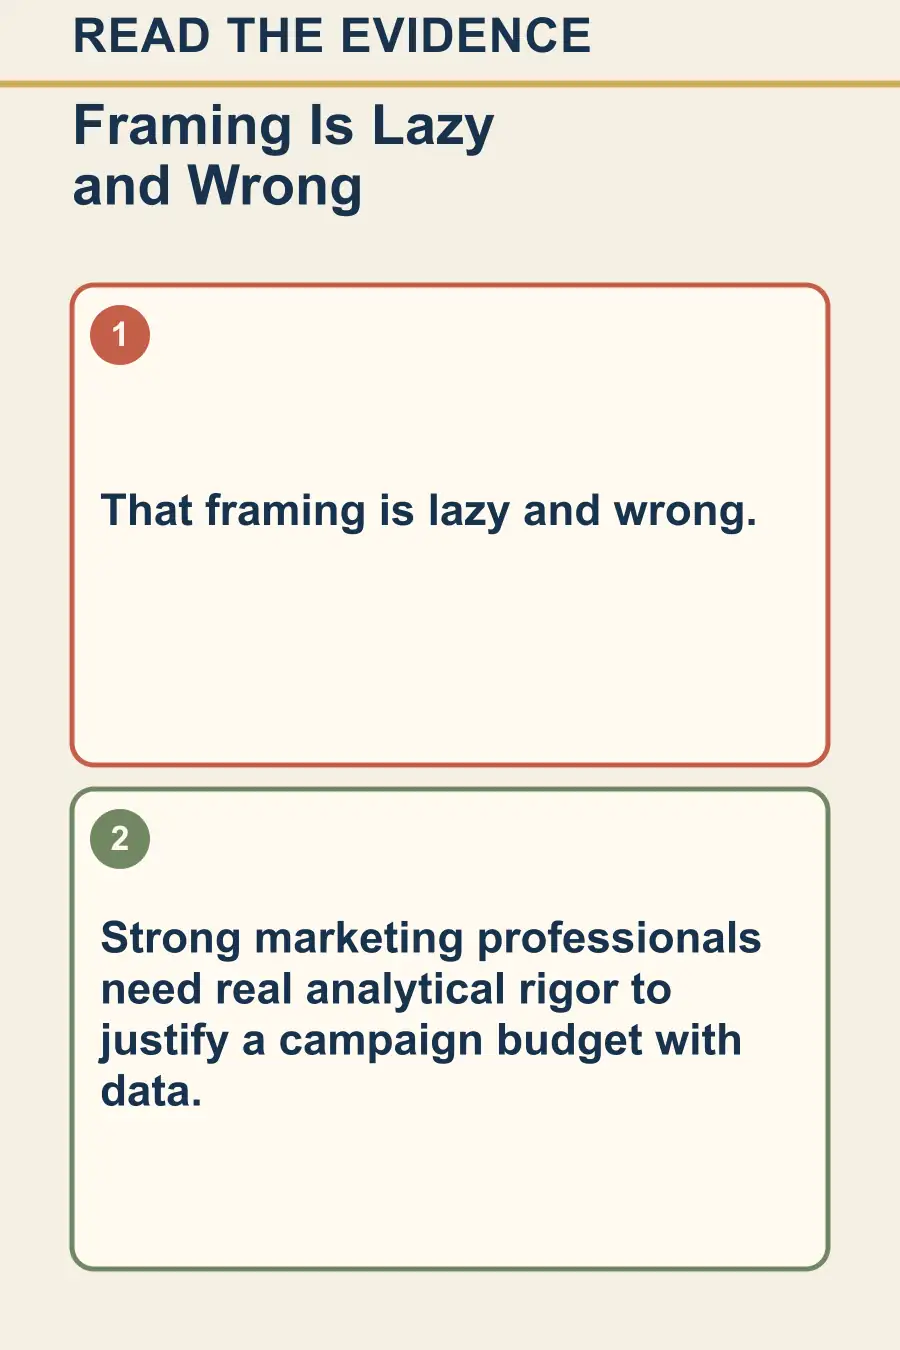 READ THE EVIDENCE
Framing Is Lazy
and Wrong
1
That framing is lazy and wrong.
2
Strong marketing professionals
need real analytical rigor to
justify a campaign budget with
data.